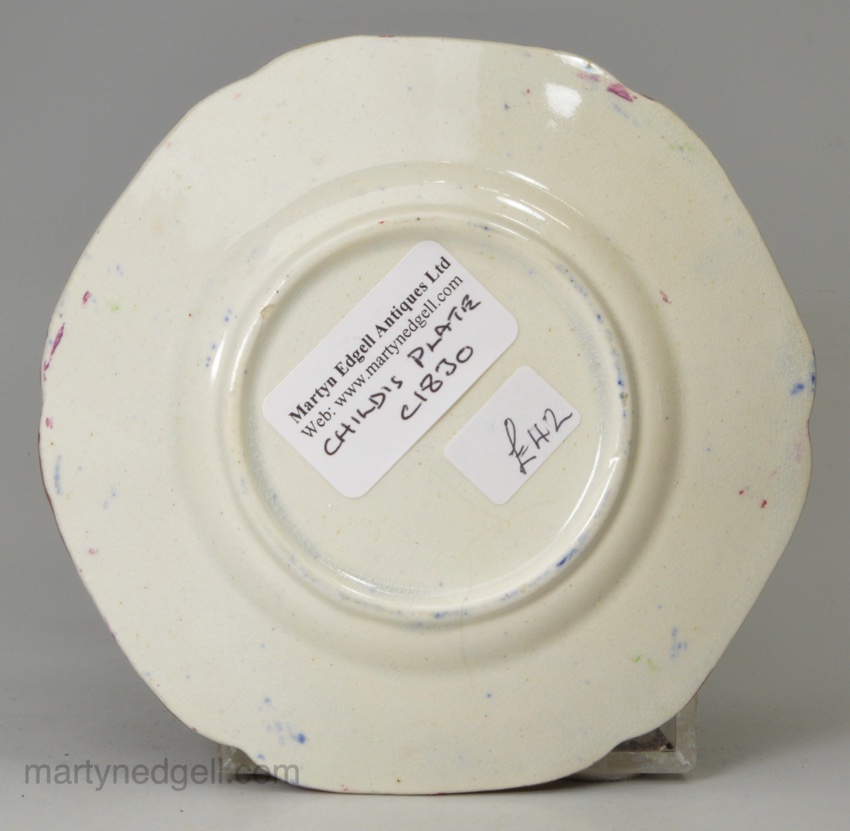 Martyn Edgell Antiques Ltd
Web: www.martynedgell.com
CHILD'S PLATE
C1830
£42
martynedgell.com